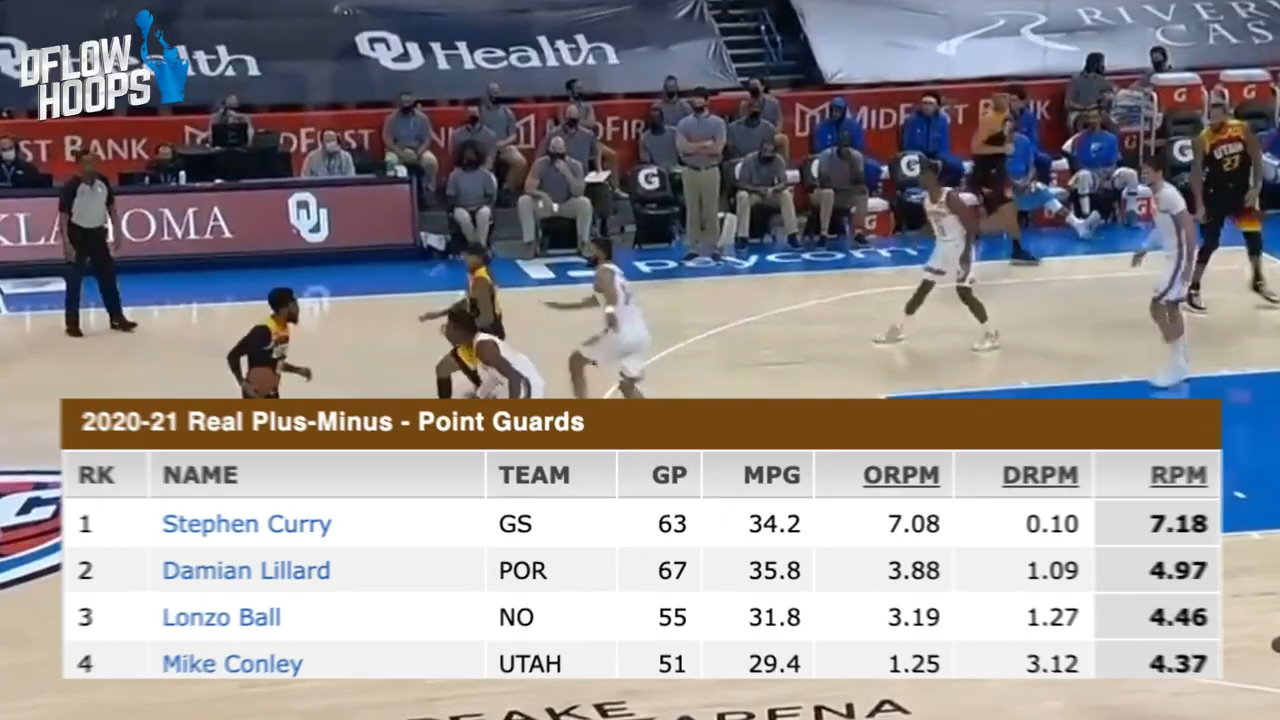 DFLOW
HOOPS
Health
OU Health
RIVER
CAS
ST BANK
MIDFIRST BANK
KLAHOMA OU
G
G
G
G
UTAH
27
paycom
2020-21 Real Plus-Minus - Point Guards
RK NAME TEAM GP MPG ORPM DRPM RPM
1 Stephen Curry GS 63 34.2 7.08 0.10 7.18
2 Damian Lillard POR 67 35.8 3.88 1.09 4.97
3 Lonzo Ball NO 55 31.8 3.19 1.27 4.46
4 Mike Conley UTAH 51 29.4 1.25 3.12 4.37
ARENA